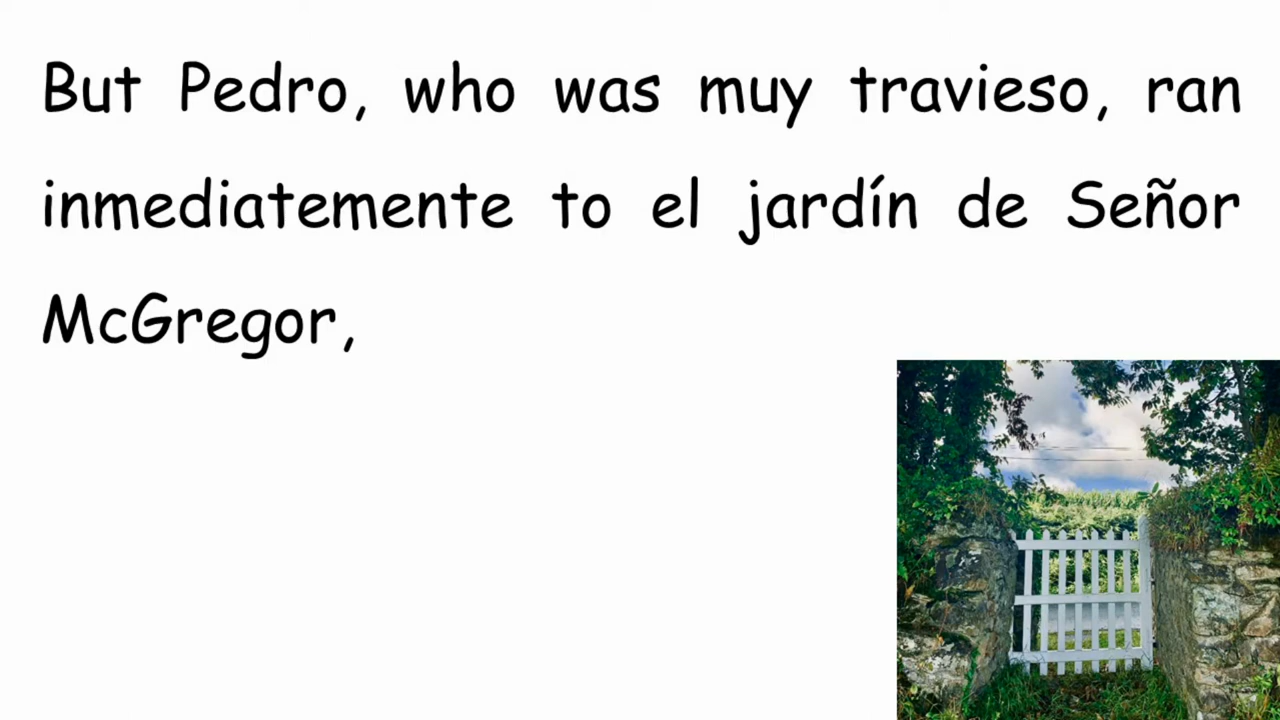 But Pedro, who was muy travieso, ran
inmediatemente to el jardín de Señor
McGregor,